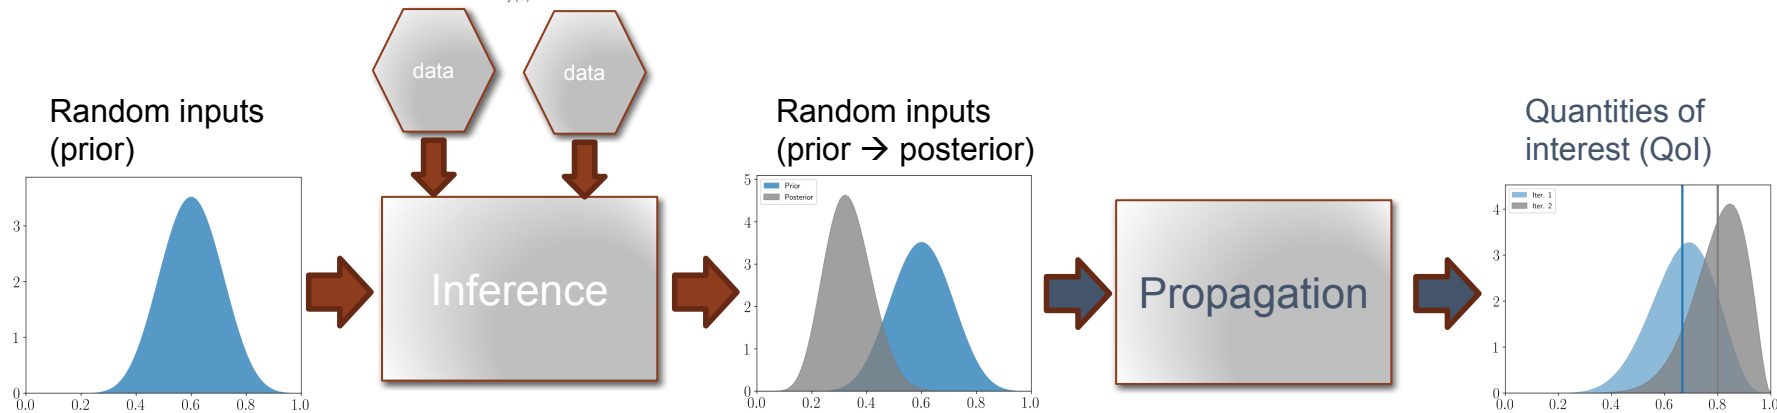 data
data
Random inputs
(prior)
Random inputs
(prior → posterior)
Quantities of
interest (QoI)
3
2
1
0
0.0 0.2 0.4 0.6 0.8 1.0
Inference
5
4
3
2
1
0
Prior
Posterior
0.0 0.2 0.4 0.6 0.8 1.0
Propagation
4
3
2
1
0
Iter. 1
Iter. 2
0.0 0.2 0.4 0.6 0.8 1.0